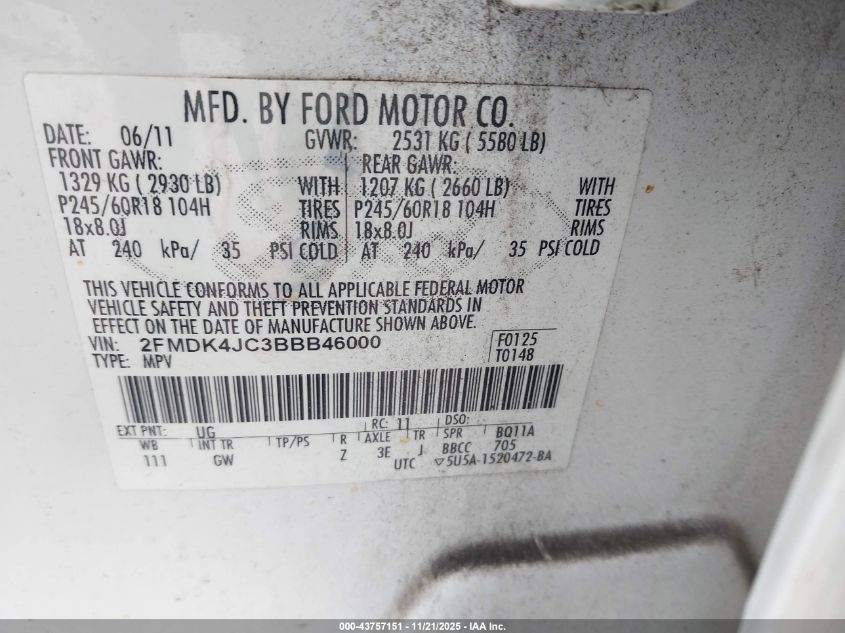 MFD. BY FORD MOTOR CO.
DATE: 06/11 GVWR: 2531 KG ( 5580 LB)
FRONT GAWR: REAR GAWR:
1329 KG ( 2930 LB) WITH 1207 KG ( 2660 LB) WITH
P245/60R18 104H TIRES P245/60R18 104H TIRES
18x8.0J RIMS 18x8.0J RIMS
AT 240 kPa/ 35 PSI COLD AT 240 kPa/ 35 PSI COLD
THIS VEHICLE CONFORMS TO ALL APPLICABLE FEDERAL MOTOR
VEHICLE SAFETY AND THEFT PREVENTION STANDARDS IN
EFFECT ON THE DATE OF MANUFACTURE SHOWN ABOVE.
VIN: 2FMDK4JC3BBB46000 F0125
TYPE: MPV T0148
EXT PNT: UG RC: 11 DSO:
WB INT TR TP/PS R AXLE TR SPR BQ11A
111 GW Z 3E J BBCC 705
UTC 5U5A-1520472-BA
000-43757151 - 11/21/2025 - IAA Inc.